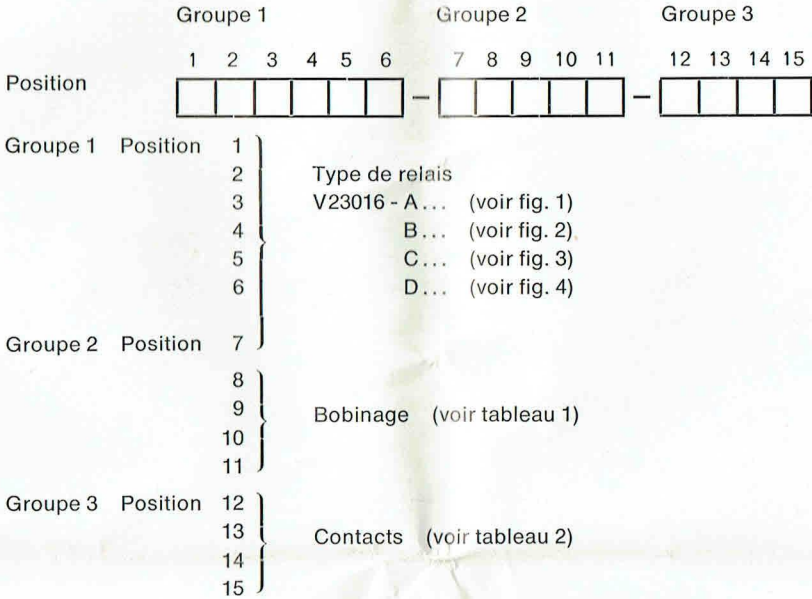 Groupe 1 Groupe 2 Groupe 3
1 2 3 4 5 6 7 8 9 10 11 12 13 14 15
Position – –
Groupe 1 Position 1
2 Type de relais
3 V23016 - A... (voir fig. 1)
4 B... (voir fig. 2)
5 C... (voir fig. 3)
6 D... (voir fig. 4)
Groupe 2 Position 7
8
9 Bobinage (voir tableau 1)
10
11
Groupe 3 Position 12
13 Contacts (voir tableau 2)
14
15